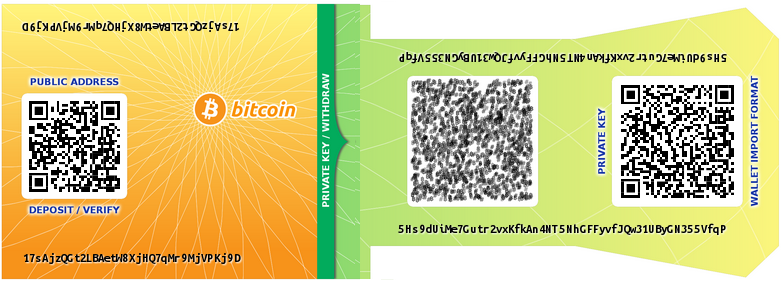 17sAjzQGt2LBAetW8XjHQ7qMr9MjVPKj9D
PUBLIC ADDRESS
bitcoin
DEPOSIT / VERIFY
17sAjzQGt2LBAetW8XjHQ7qMr9MjVPKj9D
PRIVATE KEY / WITHDRAW
5Hs9dUiMe7Gutr2vxKfkAn4NT5NhGFFyvfJQw31UByGN355VfqP
PRIVATE KEY
WALLET IMPORT FORMAT
5Hs9dUiMe7Gutr2vxKfkAn4NT5NhGFFyvfJQw31UByGN355VfqP